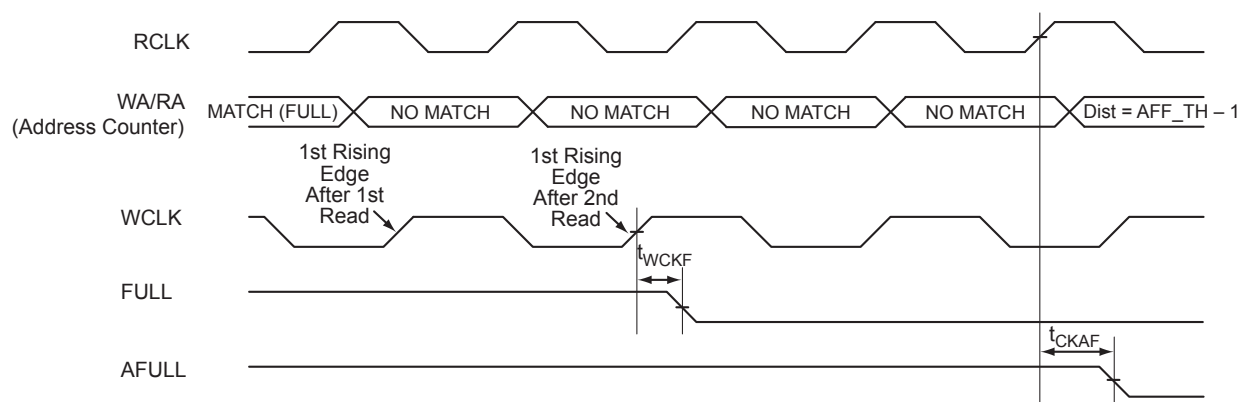 RCLK
WA/RA
(Address Counter)
MATCH (FULL)
NO MATCH
NO MATCH
NO MATCH
NO MATCH
Dist = AFF_TH – 1
1st Rising
Edge
After 1st
Read
1st Rising
Edge
After 2nd
Read
WCLK
tWCKF
FULL
tCKAF
AFULL